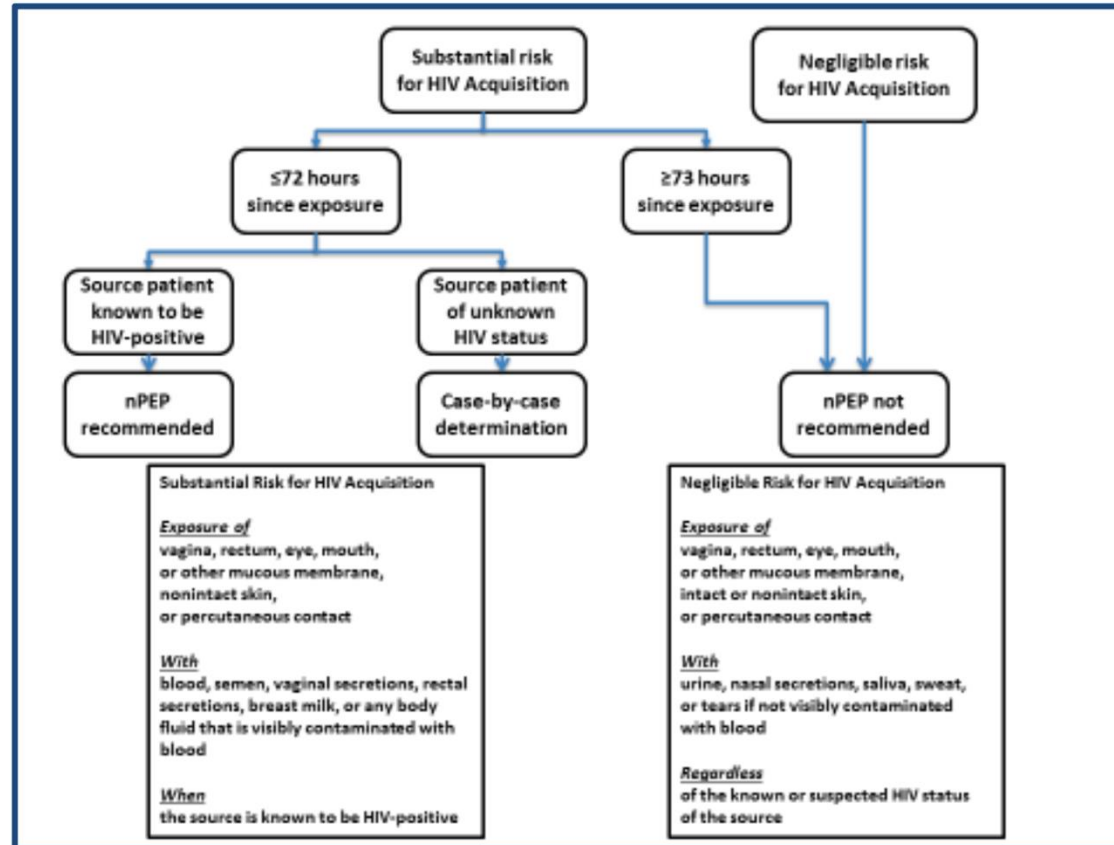 Substantial risk
for HIV Acquisition
Negligible risk
for HIV Acquisition
≤72 hours
since exposure
≥73 hours
since exposure
Source patient
known to be
HIV-positive
Source patient
of unknown
HIV status
nPEP
recommended
Case-by-case
determination
nPEP not
recommended
Substantial Risk for HIV Acquisition
Exposure of
vagina, rectum, eye, mouth,
or other mucous membrane,
nonintact skin,
or percutaneous contact
With
blood, semen, vaginal secretions, rectal
secretions, breast milk, or any body
fluid that is visibly contaminated with
blood
When
the source is known to be HIV-positive
Negligible Risk for HIV Acquisition
Exposure of
vagina, rectum, eye, mouth,
or other mucous membrane,
intact or nonintact skin,
or percutaneous contact
With
urine, nasal secretions, saliva, sweat,
or tears if not visibly contaminated
with blood
Regardless
of the known or suspected HIV status
of the source